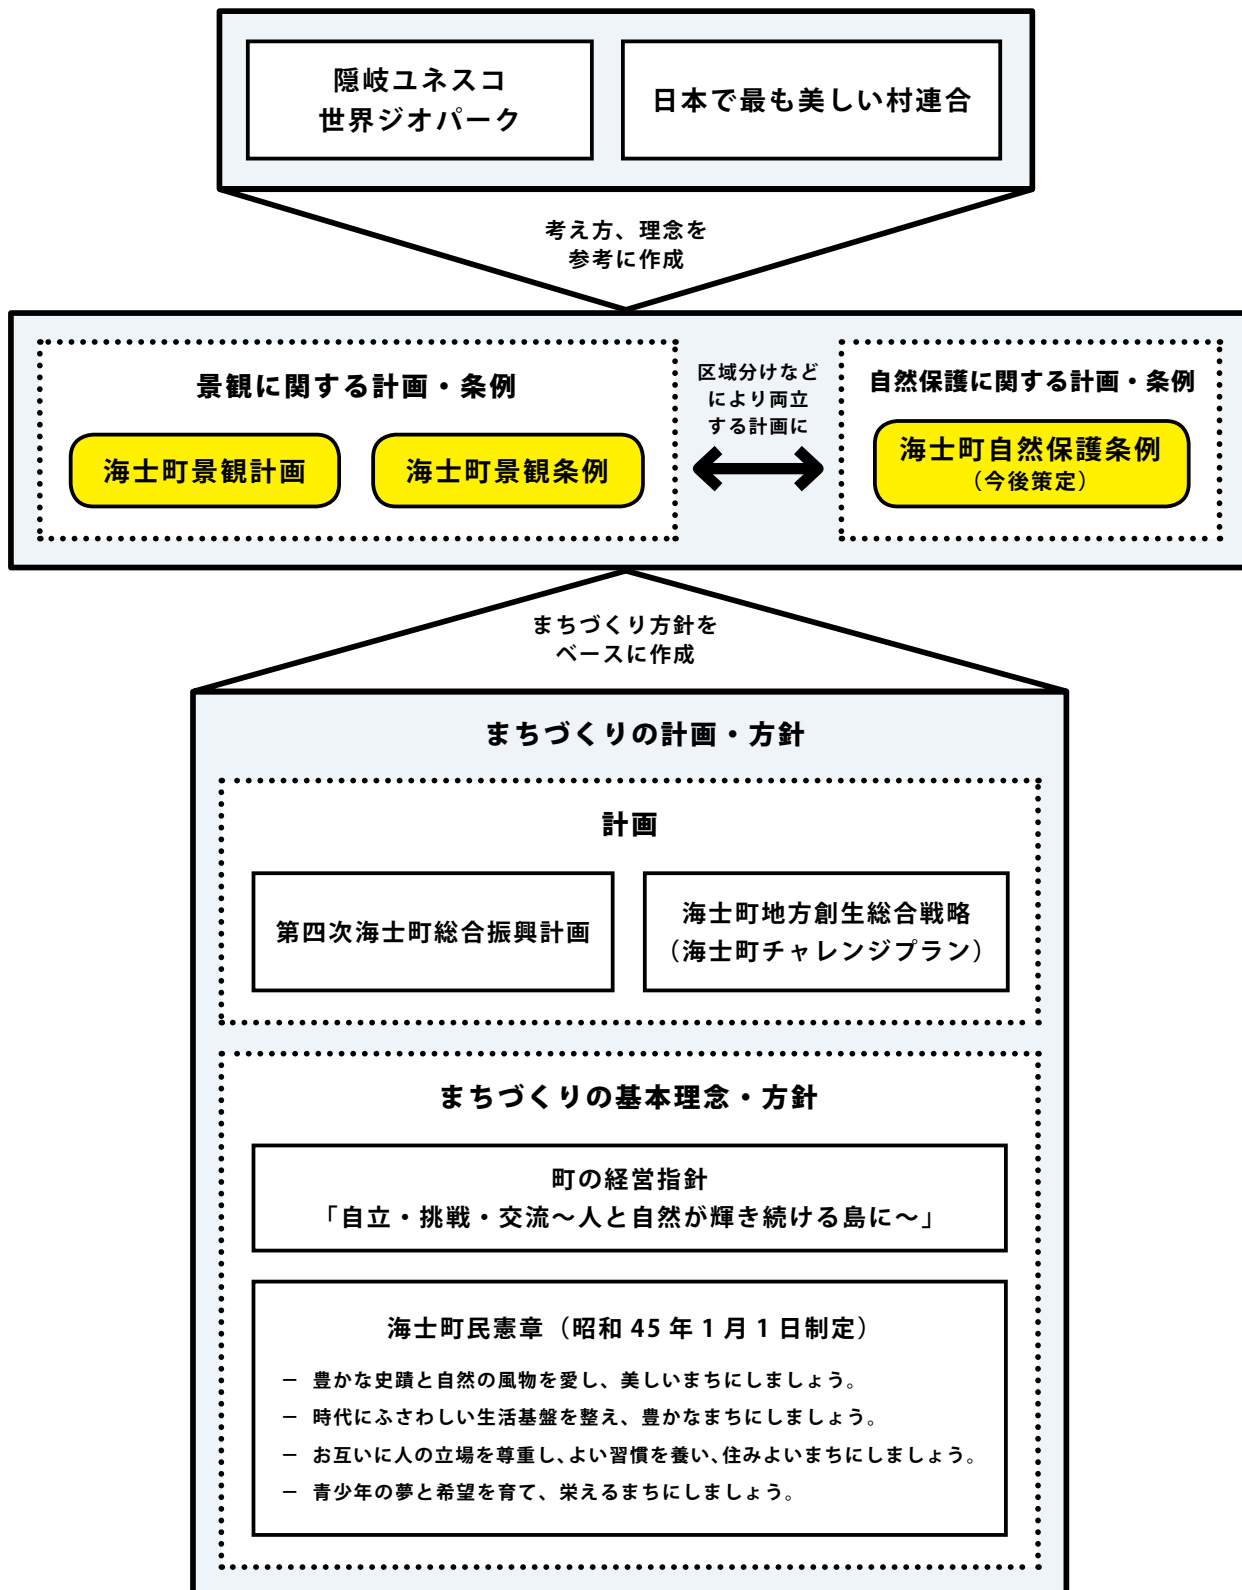 隠岐ユネスコ
世界ジオパーク
日本で最も美しい村連合
考え方、理念を
参考に作成
景観に関する計画・条例
海士町景観計画
海士町景観条例
区域分けなど
により両立
する計画に
自然保護に関する計画・条例
海士町自然保護条例
（今後策定）
まちづくり方針を
ベースに作成
まちづくりの計画・方針
計画
第四次海士町総合振興計画
海士町地方創生総合戦略
（海士町チャレンジプラン）
まちづくりの基本理念・方針
町の経営指針
「自立・挑戦・交流～人と自然が輝き続ける島に～」
海士町民憲章（昭和 45 年 1 月 1 日制定）
－ 豊かな史蹟と自然の風物を愛し、美しいまちにしましょう。
－ 時代にふさわしい生活基盤を整え、豊かなまちにしましょう。
－ お互いに人の立場を尊重し、よい習慣を養い、住みよいまちにしましょう。
－ 青少年の夢と希望を育て、栄えるまちにしましょう。